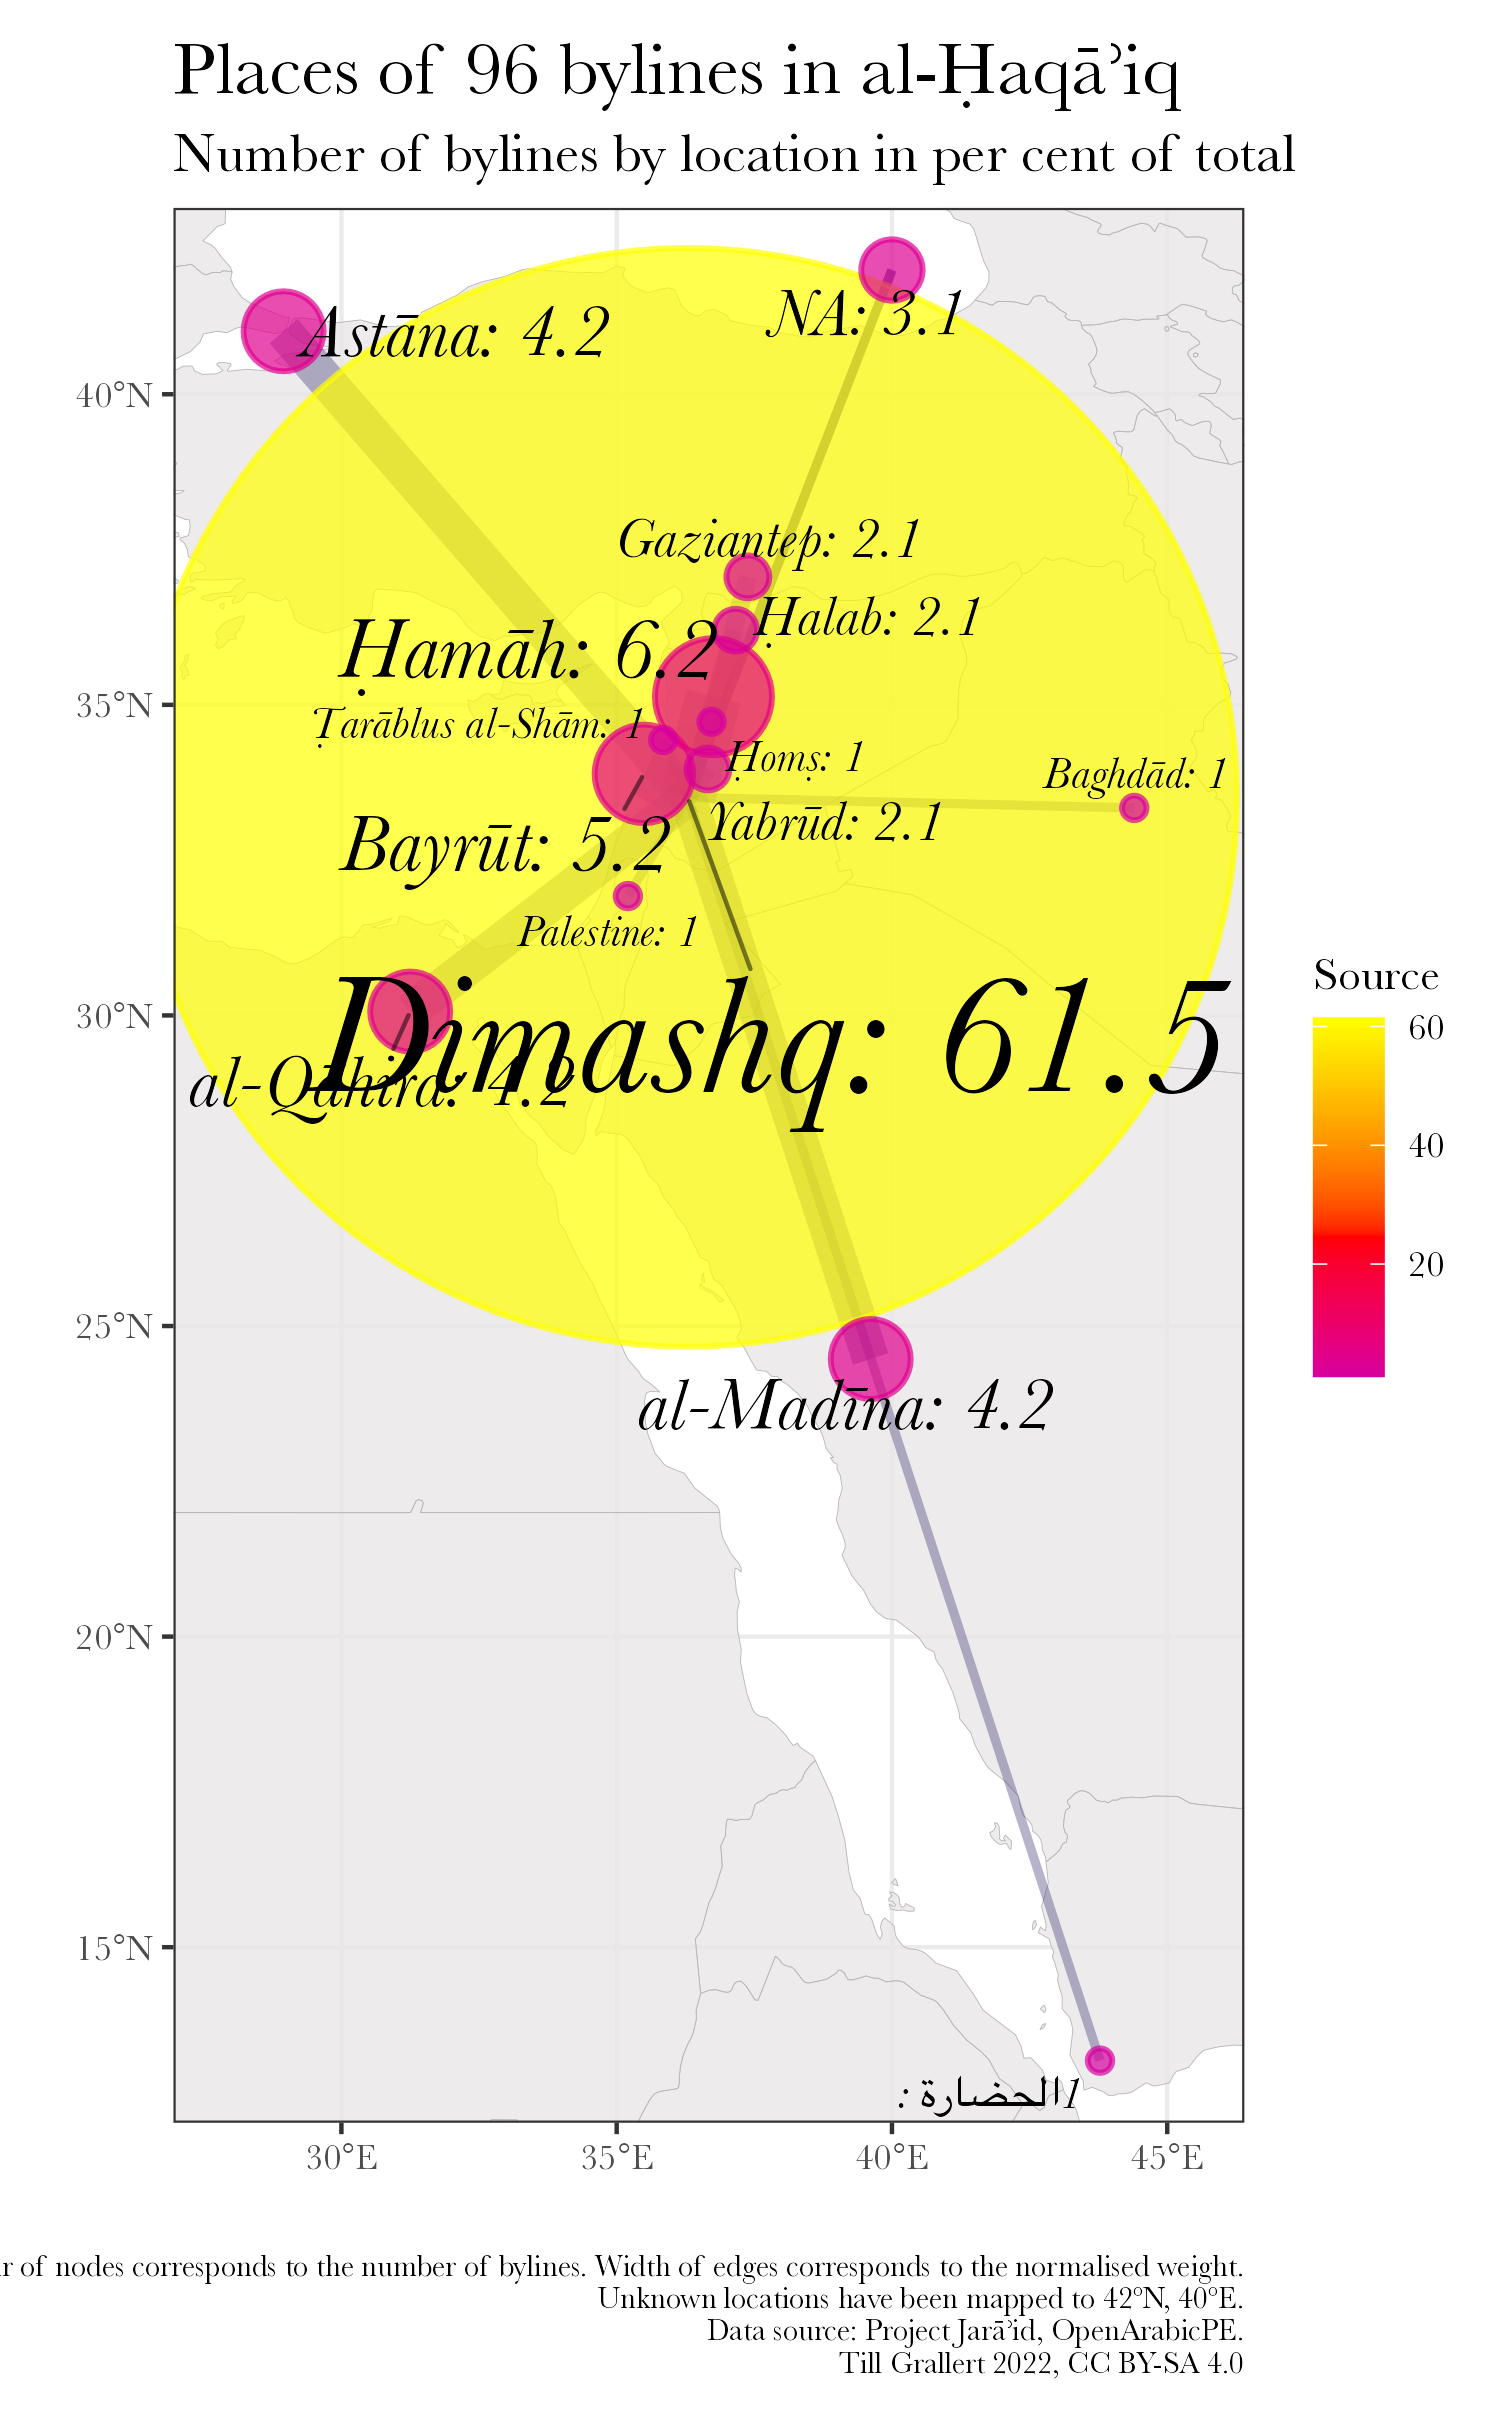 Places of 96 bylines in al-Ḥaqāʾiq
Number of bylines by location in per cent of total
Astāna: 4.2
NA: 3.1
40°N
Gaziantep: 2.1
Ḥalab: 2.1
Ḥamāh: 6.2
35°N
Ṭarāblus al-Shām: 1
Ḥomṣ: 1
Baghdād: 1
Yabrūd: 2.1
Bayrūt: 5.2
Palestine: 1
Dimashq: 61.5
30°N
al-Qāhira: 4.2
Source
60
40
20
25°N
al-Madīna: 4.2
20°N
15°N
الحضارة: 1
30°E
35°E
40°E
45°E
r of nodes corresponds to the number of bylines. Width of edges corresponds to the normalised weight.
Unknown locations have been mapped to 42°N, 40°E.
Data source: Project Jarāʾid, OpenArabicPE.
Till Grallert 2022, CC BY-SA 4.0